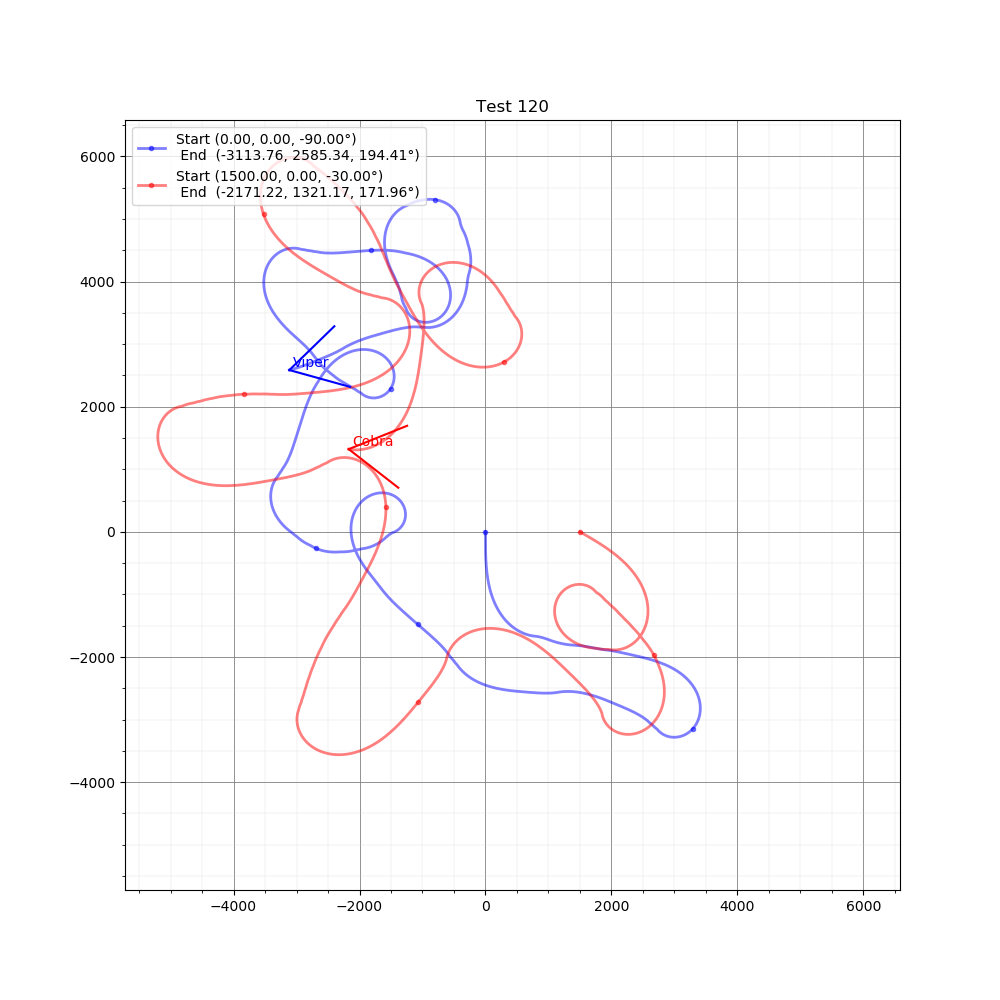 Test 120
Start (0.00, 0.00, -90.00°)
End (-3113.76, 2585.34, 194.41°)
Start (1500.00, 0.00, -30.00°)
End (-2171.22, 1321.17, 171.96°)
6000
4000
Viper
2000
Cobra
0
−2000
−4000
−4000 −2000 0 2000 4000 6000